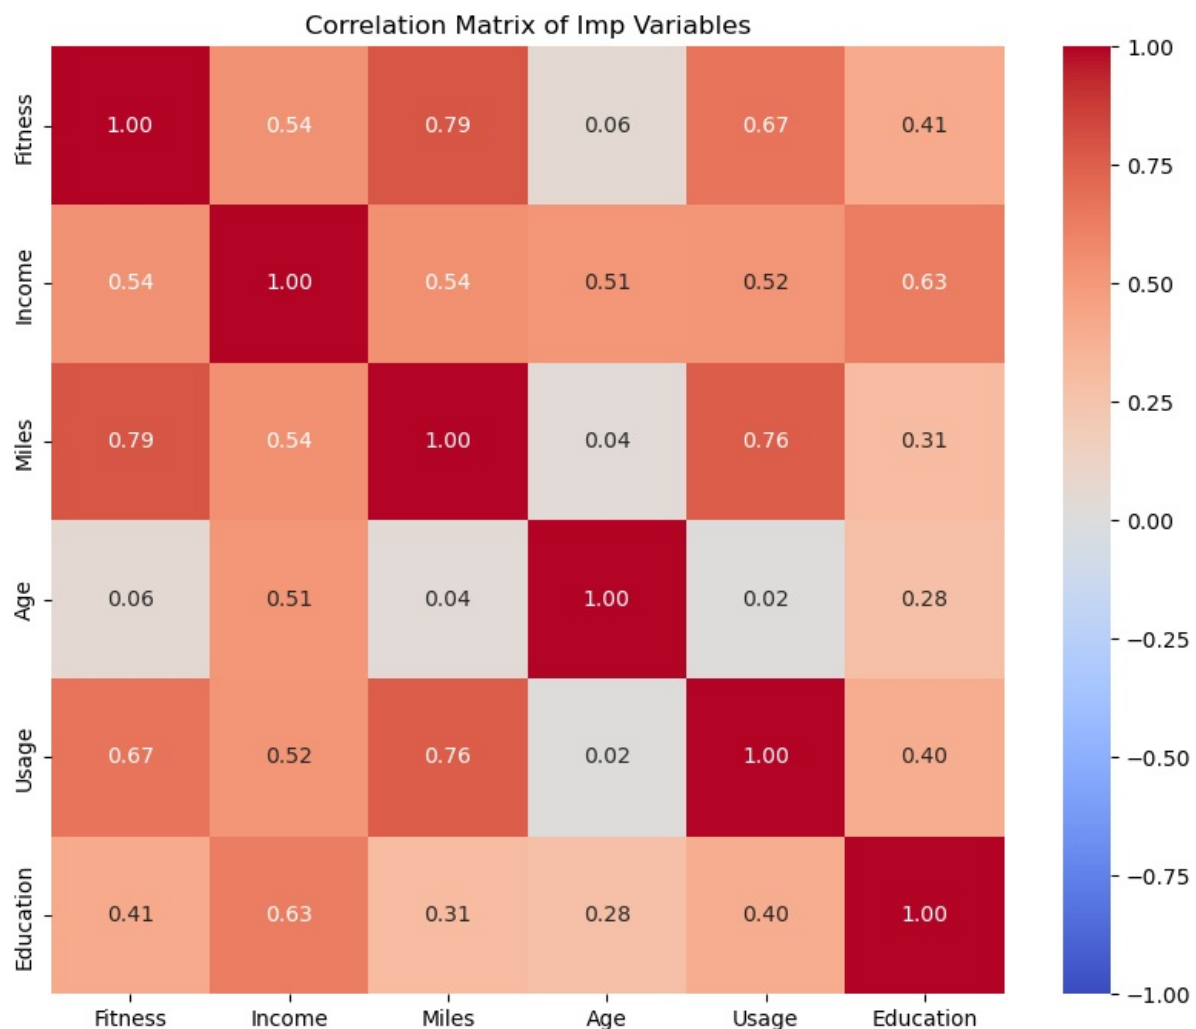 Correlation Matrix of Imp Variables
Fitness 1.00 0.54 0.79 0.06 0.67 0.41
Income 0.54 1.00 0.54 0.51 0.52 0.63
Miles 0.79 0.54 1.00 0.04 0.76 0.31
Age 0.06 0.51 0.04 1.00 0.02 0.28
Usage 0.67 0.52 0.76 0.02 1.00 0.40
Education 0.41 0.63 0.31 0.28 0.40 1.00
Fitness Income Miles Age Usage Education
1.00
0.75
0.50
0.25
0.00
−0.25
−0.50
−0.75
−1.00